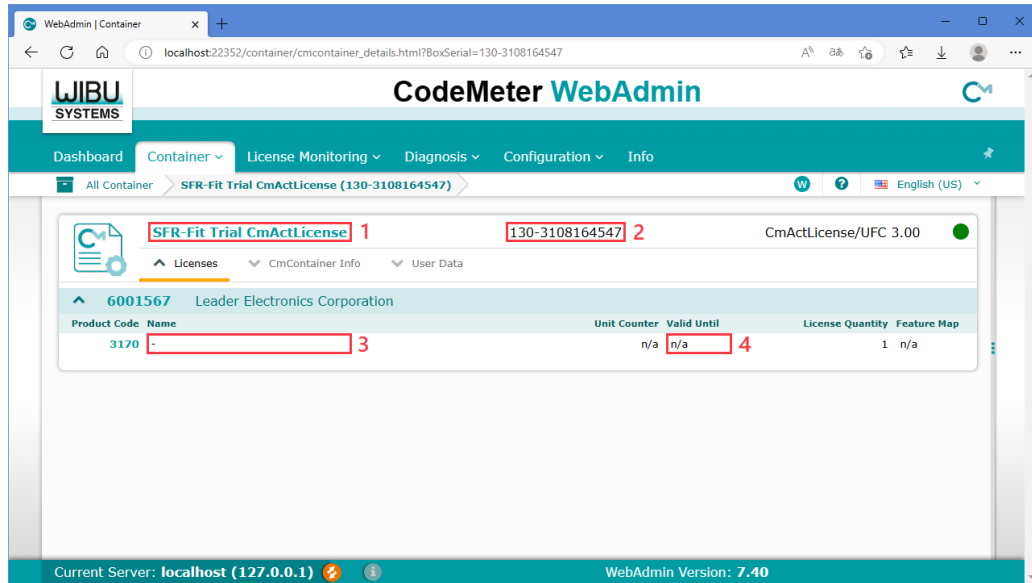 WebAdmin | Container
localhost:22352/container/cmcontainer_details.html?BoxSerial=130-3108164547
WIBU
SYSTEMS
CodeMeter WebAdmin
Dashboard Container License Monitoring Diagnosis Configuration Info
All Container SFR-Fit Trial CmActLicense (130-3108164547) W ? English (US)
SFR-Fit Trial CmActLicense 1 130-3108164547 2 CmActLicense/UFC 3.00
Licenses CmContainer Info User Data
6001567 Leader Electronics Corporation
Product Code Name Unit Counter Valid Until License Quantity Feature Map
3170 - 3 n/a n/a 4 1 n/a
Current Server: localhost (127.0.0.1) WebAdmin Version: 7.40